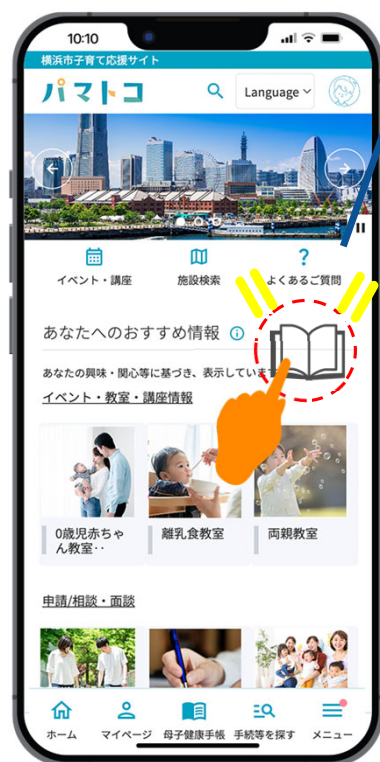 10:10
横浜市子育て応援サイト
パマトコ
Language
イベント・講座
施設検索
よくあるご質問
あなたへのおすすめ情報
あなたの興味・関心等に基づき、表示しています
イベント・教室・講座情報
0歳児赤ちゃ
ん教室‥
離乳食教室
両親教室
申請/相談・面談
ホーム
マイページ
母子健康手帳
手続等を探す
メニュー